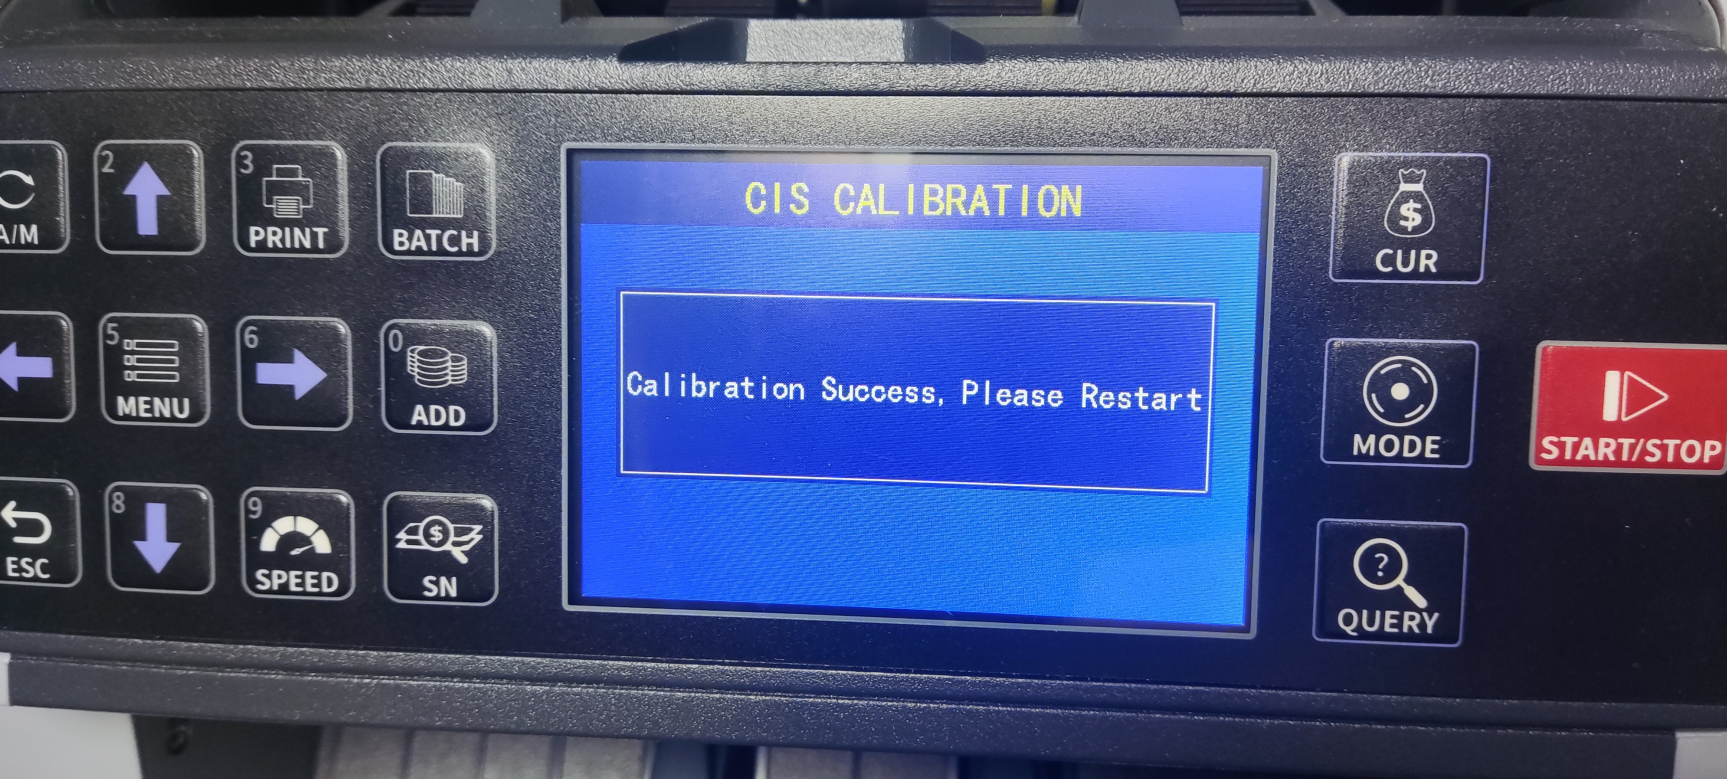 CIS CALIBRATION
Calibration Success, Please Restart
A/M
2
3
PRINT
BATCH
5
MENU
6
0
ADD
ESC
8
9
SPEED
$
SN
$
CUR
MODE
?
QUERY
START/STOP